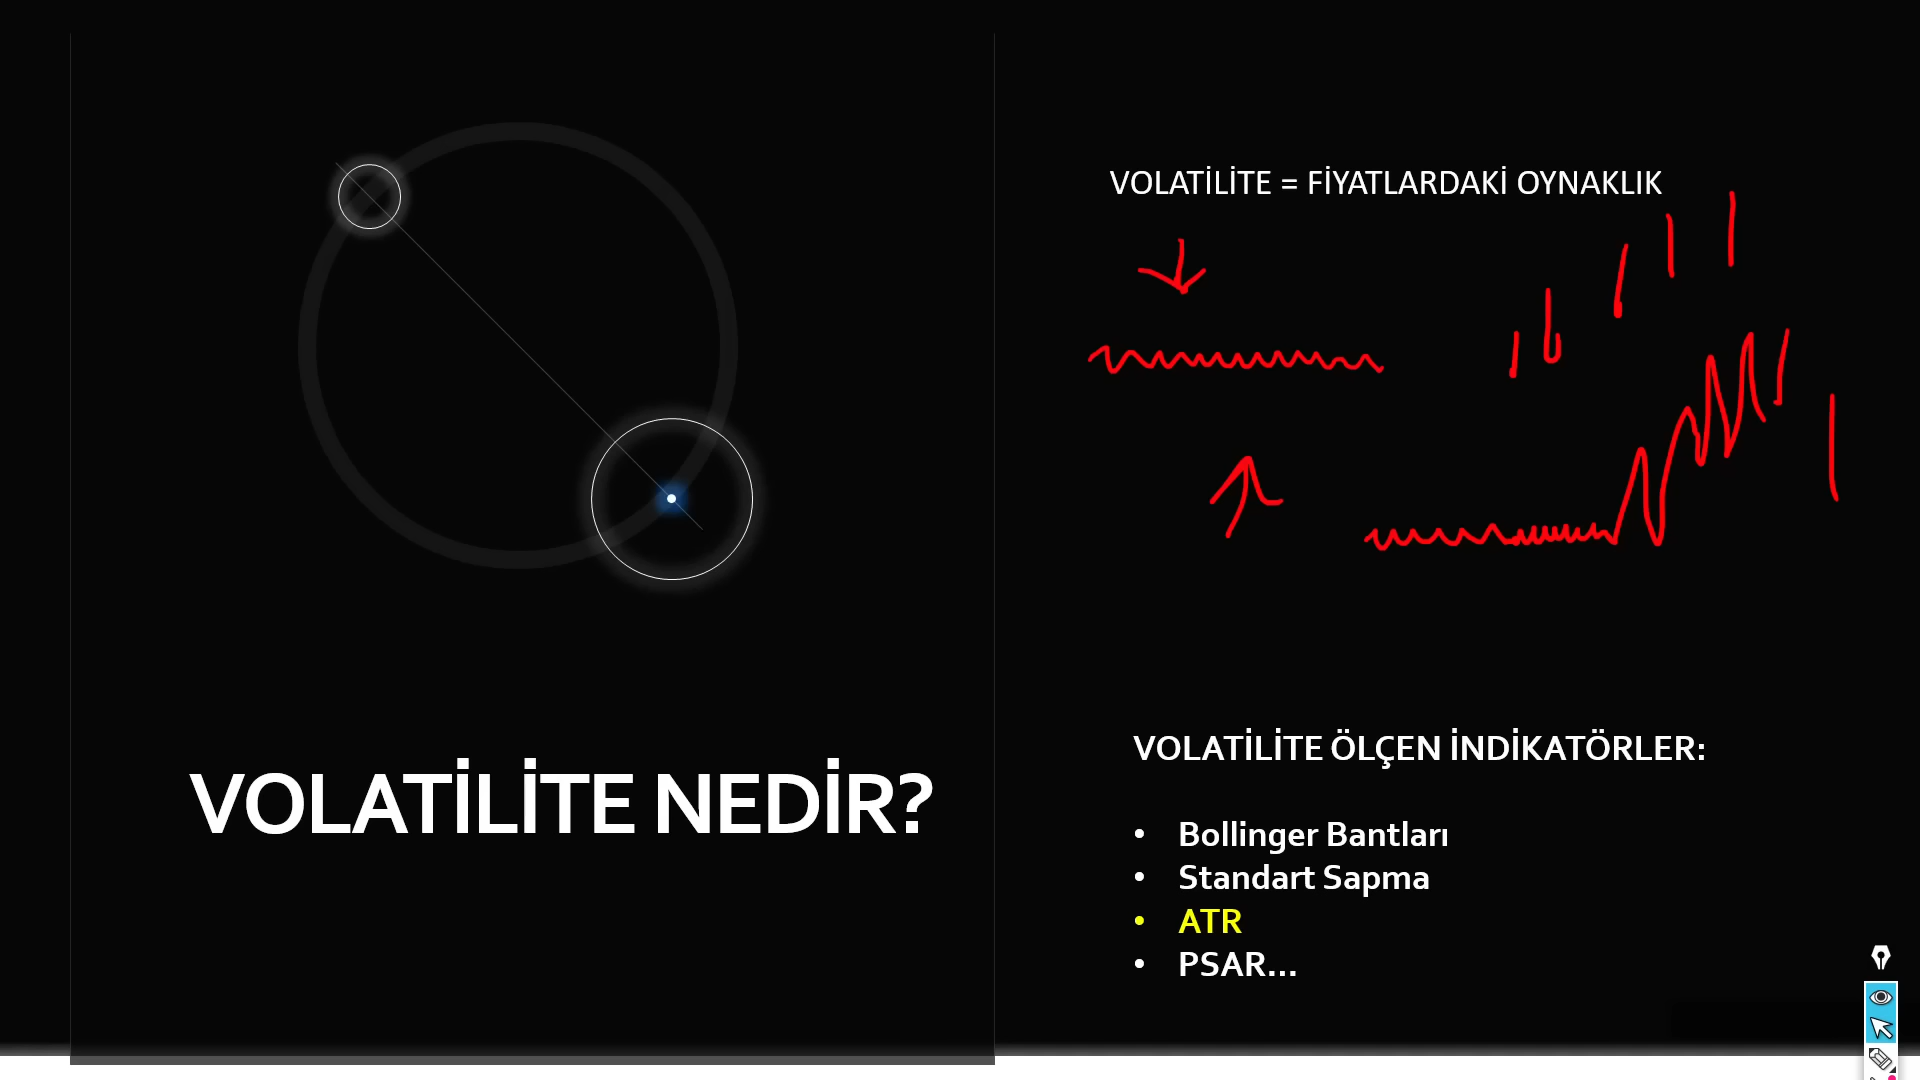 VOLATİLİTE NEDİR?
VOLATİLİTE = FİYATLARDAKİ OYNAKLIK
VOLATİLİTE ÖLÇEN İNDİKATÖRLER:
• Bollinger Bantları
• Standart Sapma
• ATR
• PSAR...